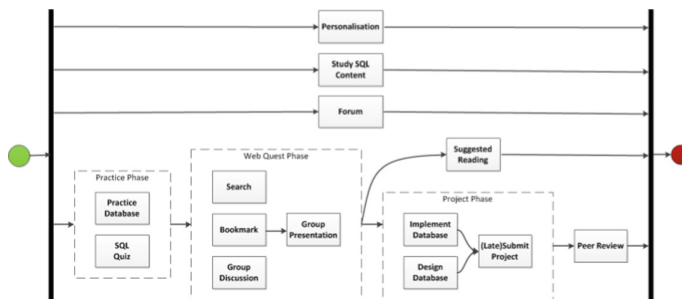 Personalisation
Study SQL
Content
Forum
Web Quest Phase
Suggested
Reading
Practice Phase
Search
Project Phase
Practice
Database
Bookmark
Group
Presentation
Implement
Database
(Late)Submit
Project
Peer Review
SQL
Quiz
Group
Discussion
Design
Database